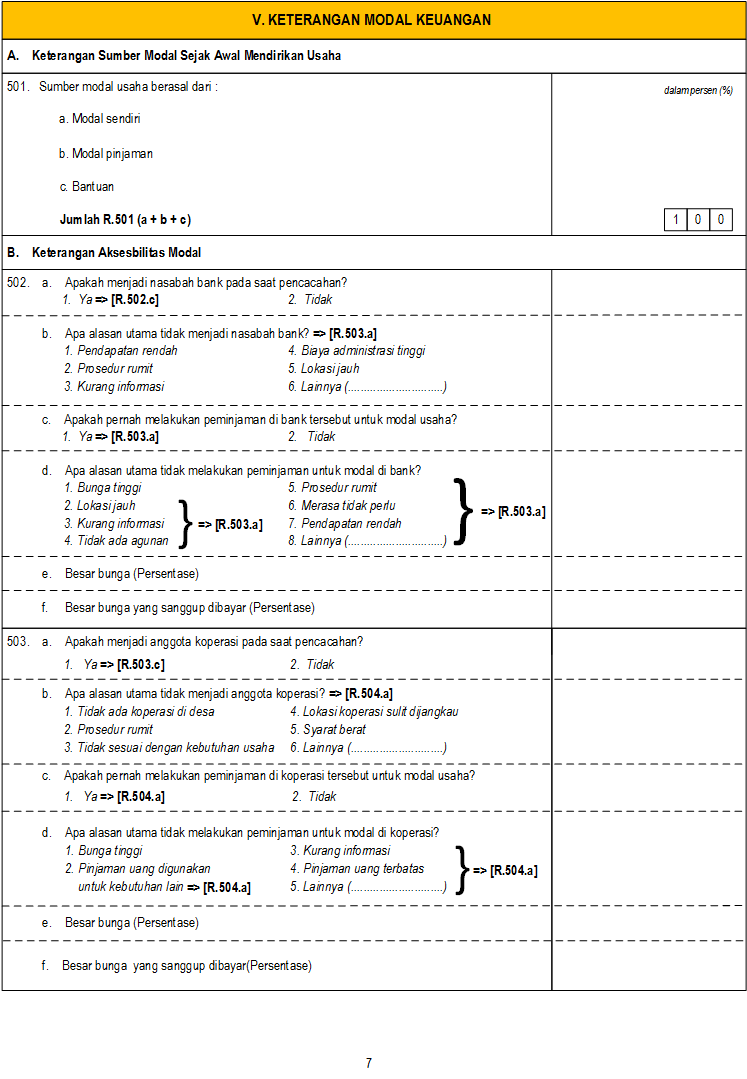 V. KETERANGAN MODAL KEUANGAN
A. Keterangan Sumber Modal Sejak Awal Mendirikan Usaha
501. Sumber modal usaha berasal dari :
dalam persen (%)
a. Modal sendiri
b. Modal pinjaman
c. Bantuan
Jumlah R.501 (a + b + c)
1 0 0
B. Keterangan Aksesbilitas Modal
502. a. Apakah menjadi nasabah bank pada saat pencacahan?
1. Ya => [R.502.c] 2. Tidak
b. Apa alasan utama tidak menjadi nasabah bank? => [R.503.a]
1. Pendapatan rendah 4. Biaya administrasi tinggi
2. Prosedur rumit 5. Lokasi jauh
3. Kurang informasi 6. Lainnya (..............................)
c. Apakah pernah melakukan peminjaman di bank tersebut untuk modal usaha?
1. Ya => [R.503.a] 2. Tidak
d. Apa alasan utama tidak melakukan peminjaman untuk modal di bank?
1. Bunga tinggi 5. Prosedur rumit
2. Lokasi jauh 6. Merasa tidak perlu
3. Kurang informasi } => [R.503.a] 7. Pendapatan rendah } => [R.503.a]
4. Tidak ada agunan 8. Lainnya (..............................)
e. Besar bunga (Persentase)
f. Besar bunga yang sanggup dibayar (Persentase)
503. a. Apakah menjadi anggota koperasi pada saat pencacahan?
1. Ya => [R.503.c] 2. Tidak
b. Apa alasan utama tidak menjadi anggota koperasi? => [R.504.a]
1. Tidak ada koperasi di desa 4. Lokasi koperasi sulit dijangkau
2. Prosedur rumit 5. Syarat berat
3. Tidak sesuai dengan kebutuhan usaha 6. Lainnya (.............................)
c. Apakah pernah melakukan peminjaman di koperasi tersebut untuk modal usaha?
1. Ya => [R.504.a] 2. Tidak
d. Apa alasan utama tidak melakukan peminjaman untuk modal di koperasi?
1. Bunga tinggi 3. Kurang informasi
2. Pinjaman uang digunakan 4. Pinjaman uang terbatas } => [R.504.a]
untuk kebutuhan lain => [R.504.a] 5. Lainnya (.............................)
e. Besar bunga (Persentase)
f. Besar bunga yang sanggup dibayar(Persentase)
7